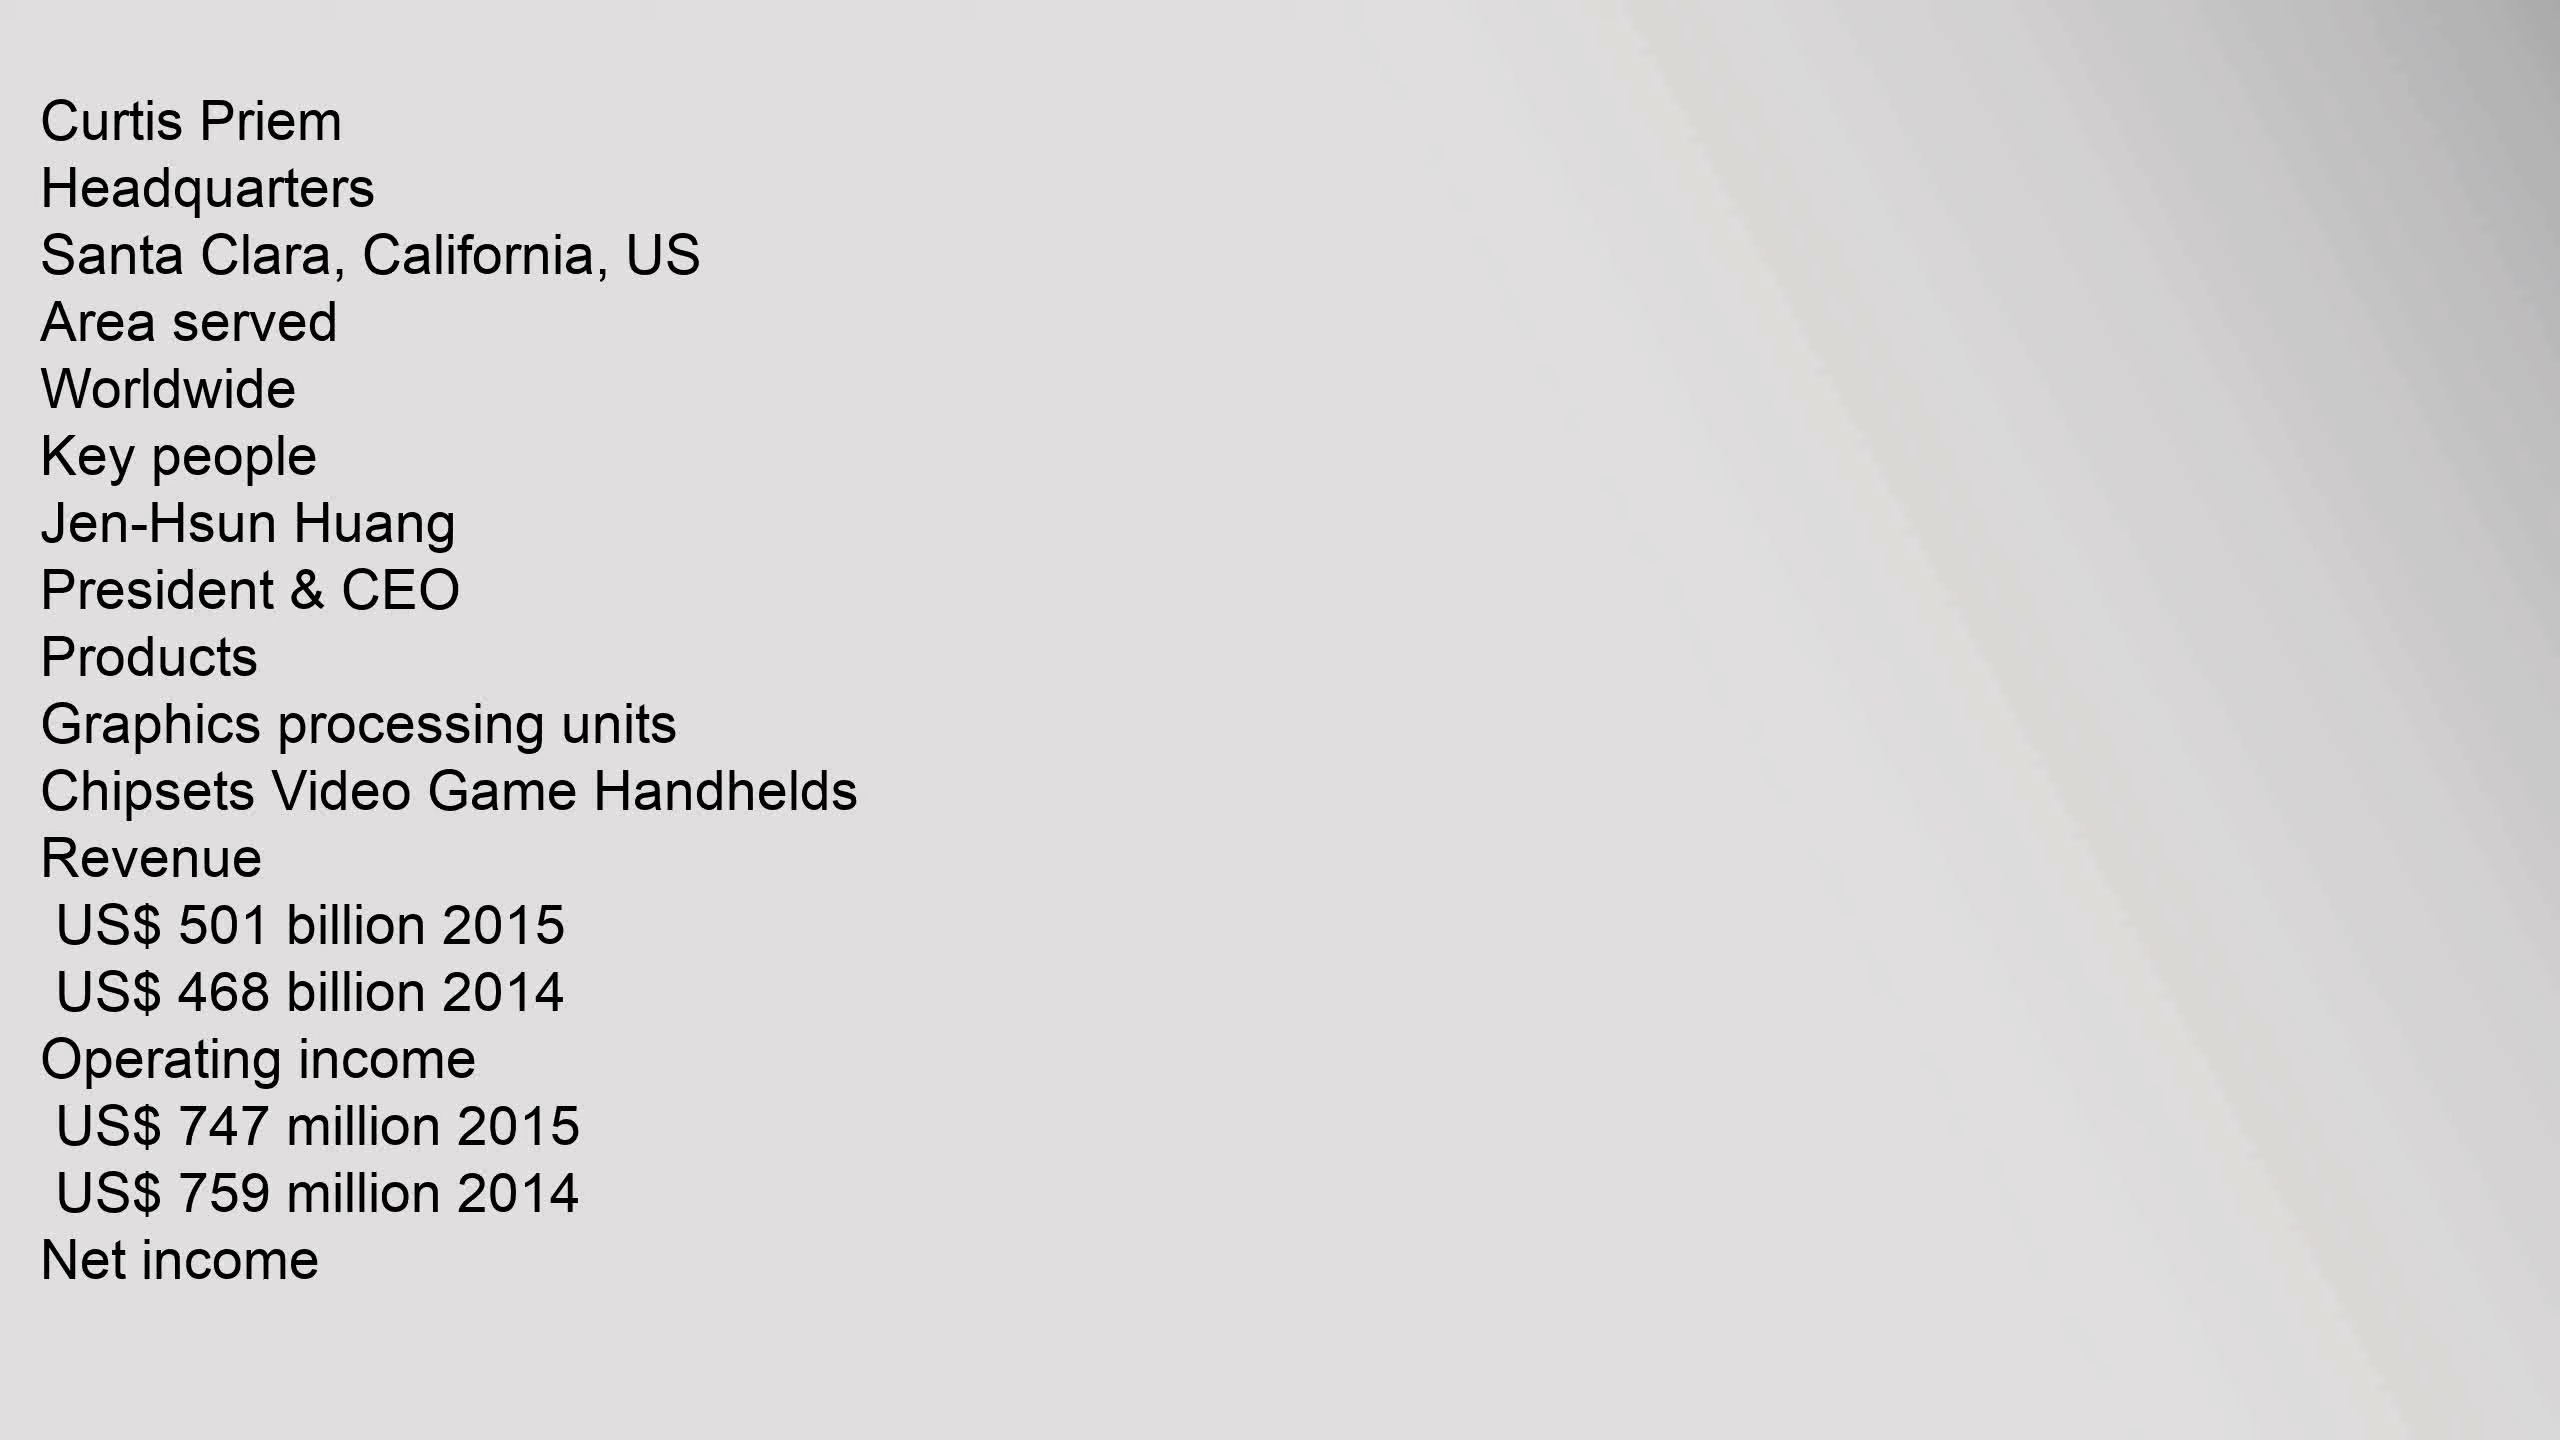 Curtis Priem
Headquarters
Santa Clara, California, US
Area served
Worldwide
Key people
Jen-Hsun Huang
President & CEO
Products
Graphics processing units
Chipsets Video Game Handhelds
Revenue
US$ 501 billion 2015
US$ 468 billion 2014
Operating income
US$ 747 million 2015
US$ 759 million 2014
Net income